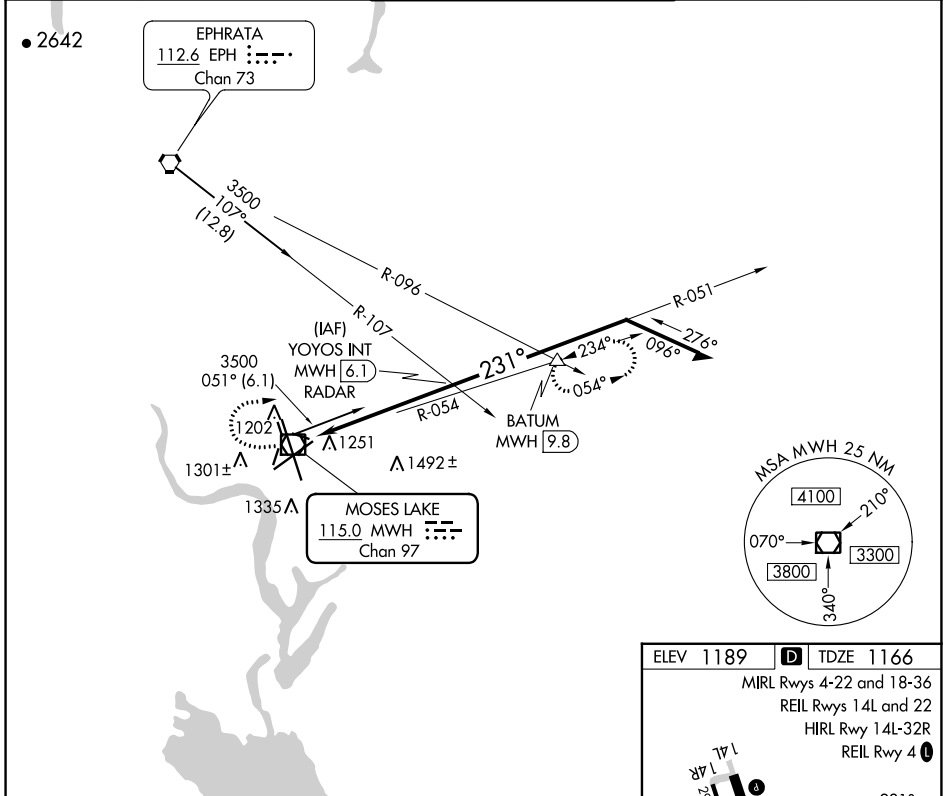 2642
EPHRATA
112.6 EPH
Chan 73
3500
107°
(12.8)
R-096
R-107
R-051
276°
096°
234°
054°
(IAF)
YOYOS INT
MWH 6.1
RADAR
231°
3500
051° (6.1)
R-054
BATUM
MWH 9.8
1202
1251
1301±
1492±
1335
MOSES LAKE
115.0 MWH
Chan 97
MSA MWH 25 NM
4100
210°
070°
3300
3800
340°
ELEV 1189 D TDZE 1166
MIRL Rwys 4-22 and 18-36
REIL Rwys 14L and 22
HIRL Rwy 14L-32R
REIL Rwy 4 L
14L
14R
P